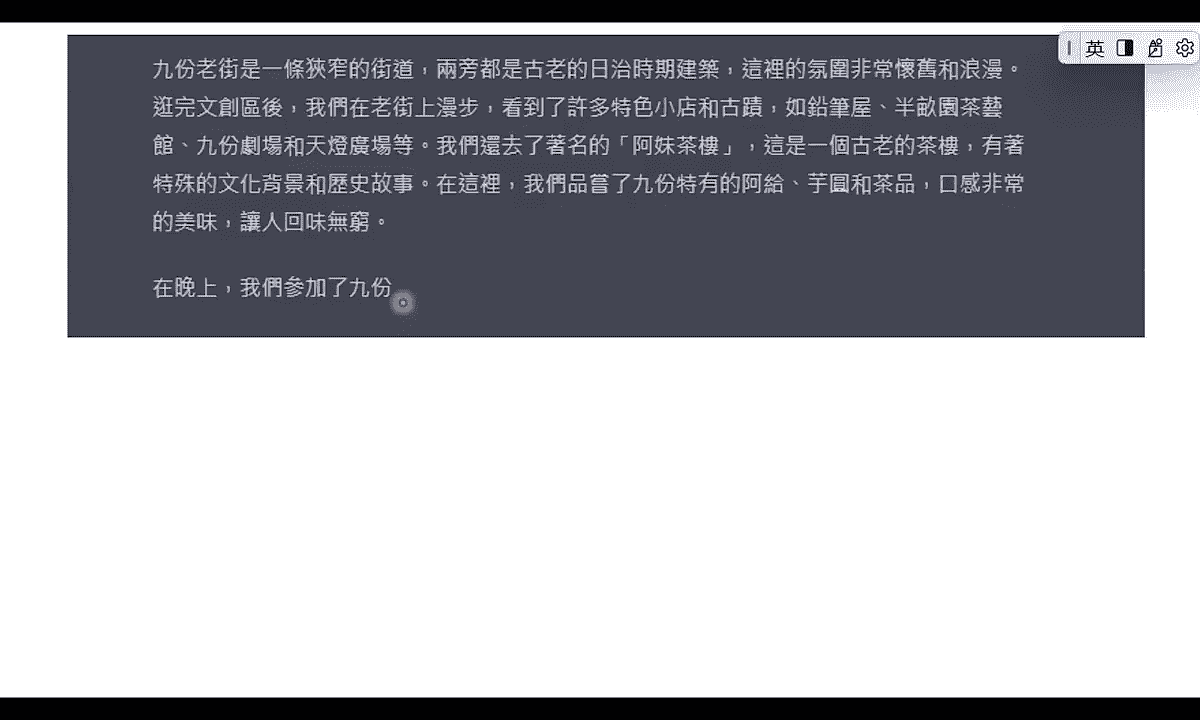 英
九份老街是一條狹窄的街道，兩旁都是古老的日治時期建築，這裡的氛圍非常懷舊和浪漫。
逛完文創區後，我們在老街上漫步，看到了許多特色小店和古蹟，如鉛筆屋、半畝園茶藝
館、九份劇場和天燈廣場等。我們還去了著名的「阿妹茶樓」，這是一個古老的茶樓，有著
特殊的文化背景和歷史故事。在這裡，我們品嘗了九份特有的阿給、芋圓和茶品，口感非常
的美味，讓人回味無窮。
在晚上，我們參加了九份